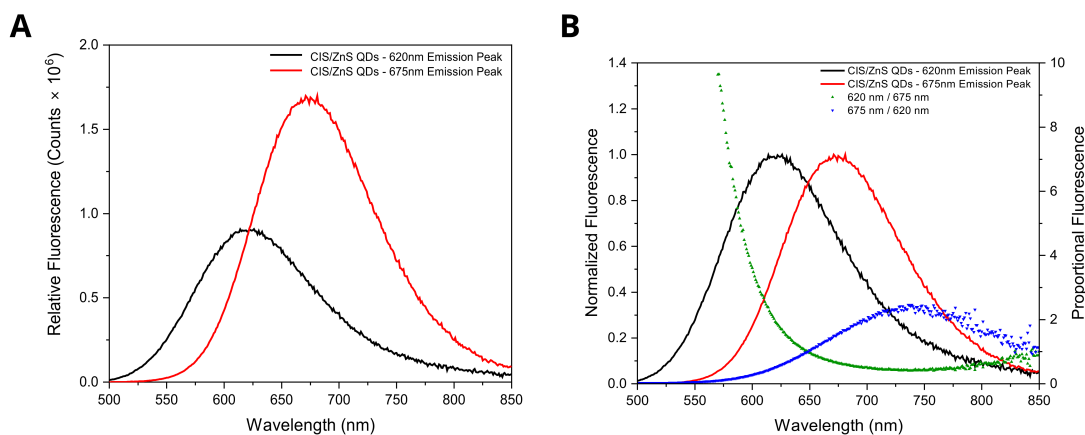 A
2.0
1.5
1.0
0.5
0.0
500
550
600
650
700
750
800
850
Relative Fluorescence (Counts × 10⁶)
Wavelength (nm)
CIS/ZnS QDs - 620nm Emission Peak
CIS/ZnS QDs - 675nm Emission Peak
B
1.4
1.2
1.0
0.8
0.6
0.4
0.2
0.0
500
550
600
650
700
750
800
850
10
8
6
4
2
0
Normalized Fluorescence
Wavelength (nm)
Proportional Fluorescence
CIS/ZnS QDs - 620nm Emission Peak
CIS/ZnS QDs - 675nm Emission Peak
620 nm / 675 nm
675 nm / 620 nm